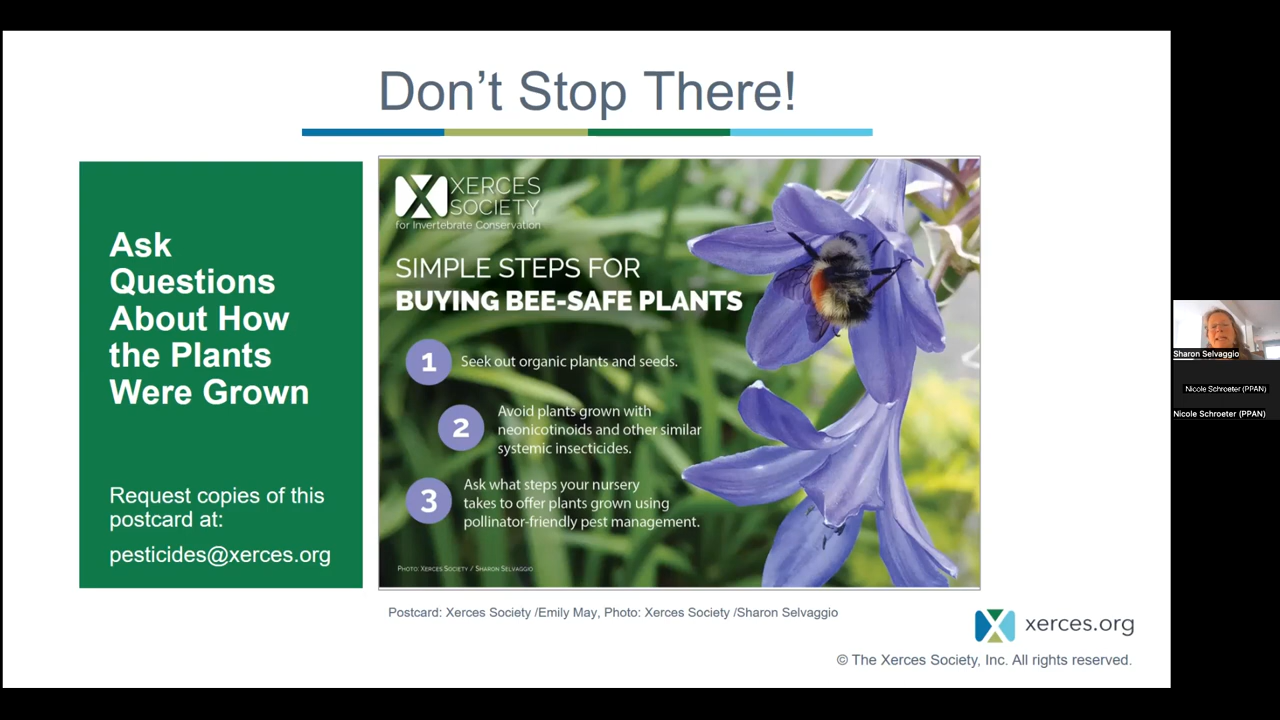 Don't Stop There!
Ask
Questions
About How
the Plants
Were Grown
Request copies of this
postcard at:
pesticides@xerces.org
XERCES
SOCIETY
for Invertebrate Conservation
SIMPLE STEPS FOR
BUYING BEE-SAFE PLANTS
1 Seek out organic plants and seeds.
2 Avoid plants grown with
neonicotinoids and other similar
systemic insecticides.
3 Ask what steps your nursery
takes to offer plants grown using
pollinator-friendly pest management.
PHOTO: XERCES SOCIETY / SHARON SELVAGGIO
Postcard: Xerces Society /Emily May, Photo: Xerces Society /Sharon Selvaggio
xerces.org
© The Xerces Society, Inc. All rights reserved.
Sharon Selvaggio
Nicole Schroeter (PPAN)
Nicole Schroeter (PPAN)